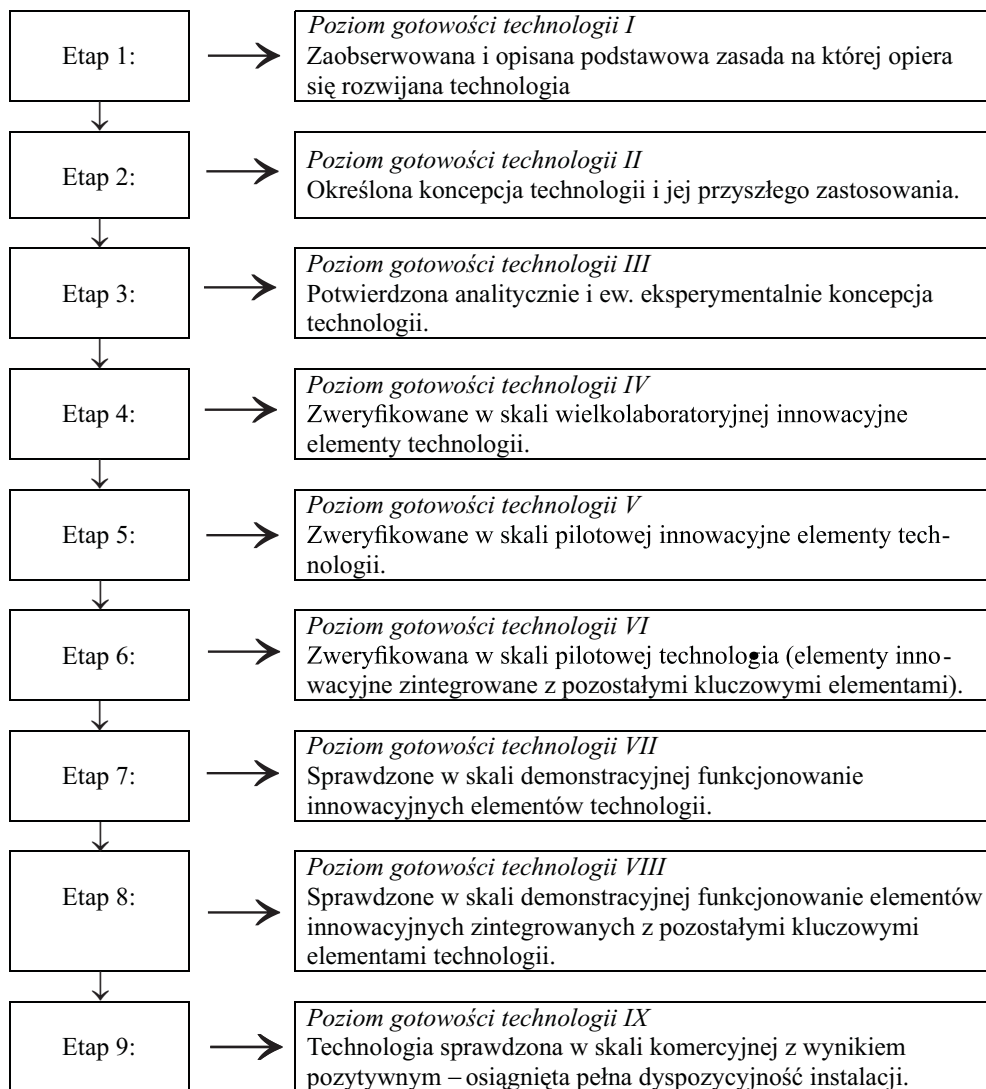 Etap 1:
Poziom gotowości technologii I
Zaobserwowana i opisana podstawowa zasada na której opiera
się rozwijana technologia
Etap 2:
Poziom gotowości technologii II
Określona koncepcja technologii i jej przyszłego zastosowania.
Etap 3:
Poziom gotowości technologii III
Potwierdzona analitycznie i ew. eksperymentalnie koncepcja
technologii.
Etap 4:
Poziom gotowości technologii IV
Zweryfikowane w skali wielkolaboratoryjnej innowacyjne
elementy technologii.
Etap 5:
Poziom gotowości technologii V
Zweryfikowane w skali pilotowej innowacyjne elementy tech-
nologii.
Etap 6:
Poziom gotowości technologii VI
Zweryfikowana w skali pilotowej technologia (elementy inno-
wacyjne zintegrowane z pozostałymi kluczowymi elementami).
Etap 7:
Poziom gotowości technologii VII
Sprawdzone w skali demonstracyjnej funkcjonowanie
innowacyjnych elementów technologii.
Etap 8:
Poziom gotowości technologii VIII
Sprawdzone w skali demonstracyjnej funkcjonowanie elementów
innowacyjnych zintegrowanych z pozostałymi kluczowymi
elementami technologii.
Etap 9:
Poziom gotowości technologii IX
Technologia sprawdzona w skali komercyjnej z wynikiem
pozytywnym – osiągnięta pełna dyspozycyjność instalacji.